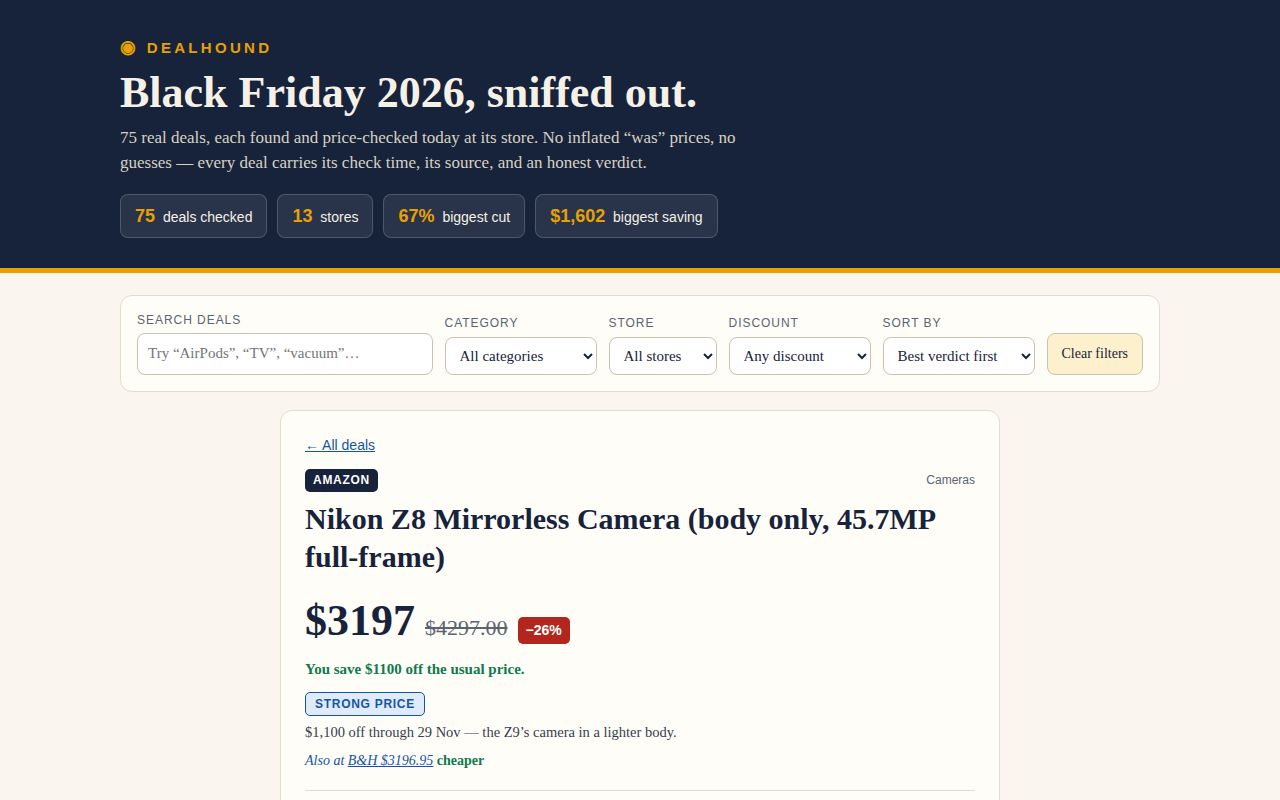 ◉ DEALHOUND
Black Friday 2026, sniffed out.
75 real deals, each found and price-checked today at its store. No inflated “was” prices, no
guesses — every deal carries its check time, its source, and an honest verdict.
75 deals checked
13 stores
67% biggest cut
$1,602 biggest saving
SEARCH DEALS
Try “AirPods”, “TV”, “vacuum”…
CATEGORY
All categories
STORE
All stores
DISCOUNT
Any discount
SORT BY
Best verdict first
Clear filters
← All deals
AMAZON
Cameras
Nikon Z8 Mirrorless Camera (body only, 45.7MP
full-frame)
$3197 $4297.00 −26%
You save $1100 off the usual price.
STRONG PRICE
$1,100 off through 29 Nov — the Z9’s camera in a lighter body.
Also at B&H $3196.95 cheaper